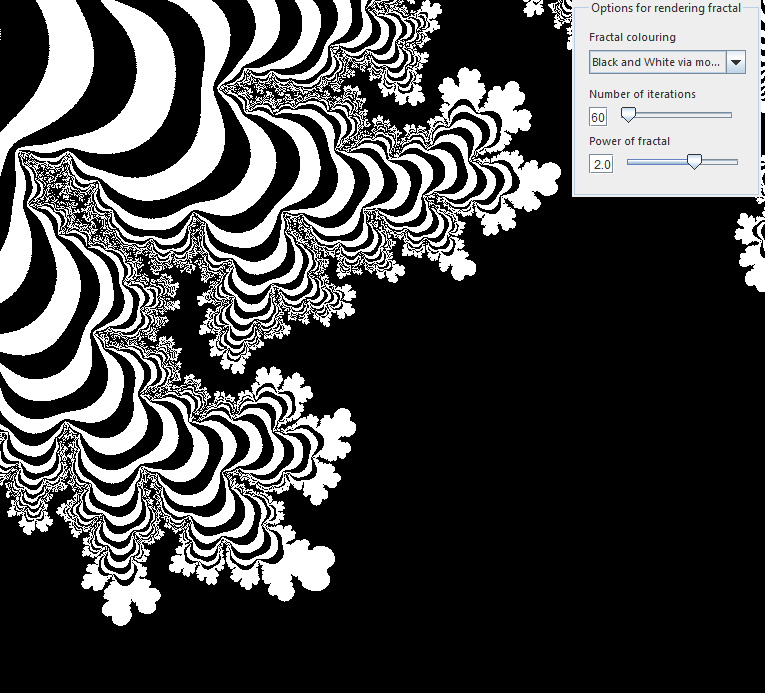 Options for rendering fractal
Fractal colouring
Black and White via mo...
Number of iterations
60
Power of fractal
2.0